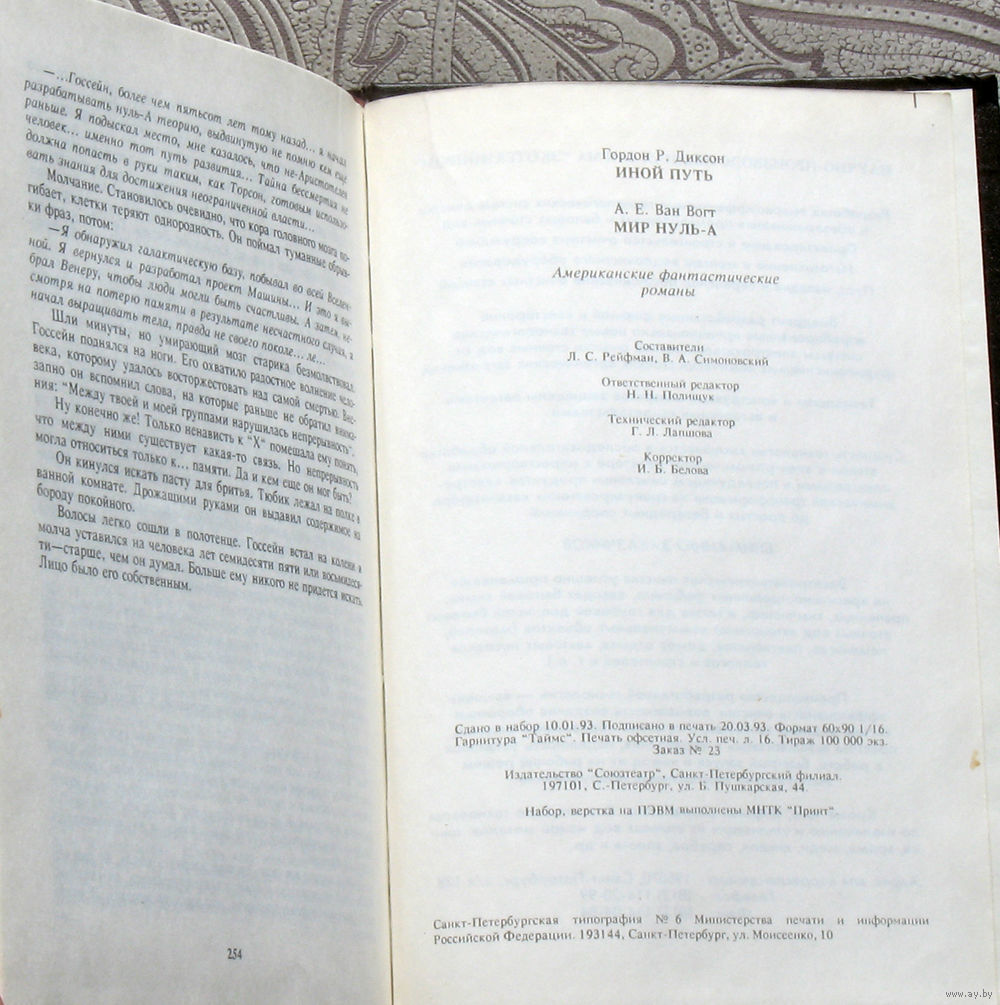 —...Госсейн, более чем пятьсот лет тому назад... я начал
разрабатывать нуль-А теорию, выдвинутую не помню кем еще
раньше. Я подыскал место, мне казалось, что не-Аристотелев
человек... именно тот путь развития... Тайна бессмертия не
должна попасть в руки таким, как Торсон, готовым использо-
вать знания для достижения неограниченной власти...
Молчание. Становилось очевидно, что кора головного мозга по-
гибает, клетки теряют однородность. Он поймал туманные обрыв-
ки фраз, потом:
—Я обнаружил галактическую базу, побывал во всей Вселен-
ной. Я вернулся и разработал проект Машины... И это я вы-
брал Венеру, чтобы люди могли быть счастливы. А затем, не-
смотря на потерю памяти в результате несчастного случая, я
начал выращивать тела, правда не своего поколе... ле...
Шли минуты, но умирающий мозг старика безмолвствовал.
Госсейн поднялся на ноги. Его охватило радостное волнение чело-
века, которому удалось восторжествовать над самой смертью. Вне-
запно он вспомнил слова, на которые раньше не обратил внима-
ния: "Между твоей и моей группами нарушилась непрерывность".
Ну конечно же! Только ненависть к "Х" помешала ему понять,
что между ними существует какая-то связь. Но непрерывность
могла относиться только к... памяти. Да и кем еще он мог быть?
Он кинулся искать пасту для бритья. Тюбик лежал на полке в
ванной комнате. Дрожащими руками он выдавил содержимое на
бороду покойного.
Волосы легко сошли в полотенце. Госсейн встал на колени и
молча уставился на человека лет семидесяти пяти или восьмидеся-
ти—старше, чем он думал. Больше ему никого не придется искать.
Лицо было его собственным.
254
Гордон Р. Диксон
ИНОЙ ПУТЬ
А. Е. Ван Вогт
МИР НУЛЬ-А
Американские фантастические
романы
Составители
Л. С. Рейфман, В. А. Симоновский
Ответственный редактор
Н. Н. Полищук
Технический редактор
Г. Л. Лапшова
Корректор
И. Б. Белова
Сдано в набор 10.01.93. Подписано в печать 20.03.93. Формат 60х90 1/16.
Гарнитура "Таймс". Печать офсетная. Усл. печ. л. 16. Тираж 100 000 экз.
Заказ № 23
Издательство "Союзтеатр", Санкт-Петербургский филиал.
197101, С.-Петербург, ул. Б. Пушкарская, 44.
Набор, верстка на ПЭВМ выполнены МНТК "Принт".
Санкт-Петербургская типография №6 Министерства печати и информации
Российской Федерации. 193144, Санкт-Петербург, ул. Моисеенко, 10
www.ay.by